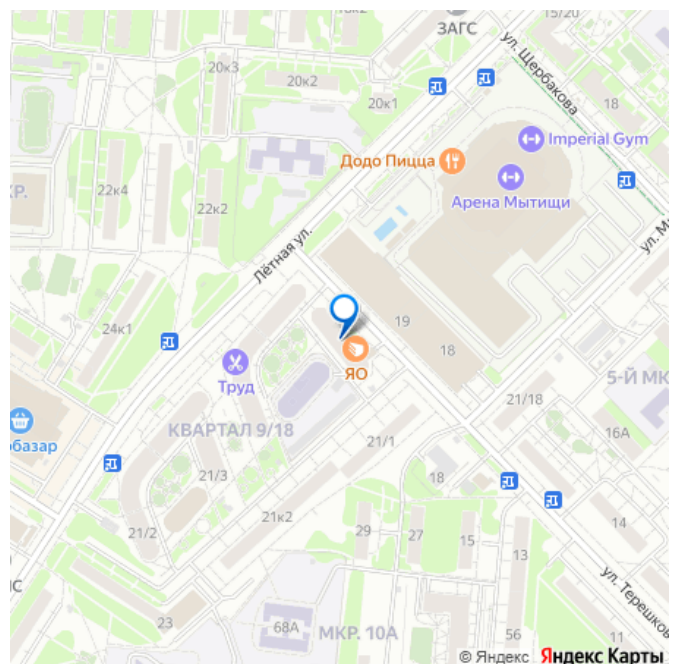 18к2
ЗАГС
15/20
ул. Щербакова
20к3
20к2
20к1
18
Imperial Gym
Додо Пицца
Арена Мытищи
КР.
22к4
22к2
Лётная ул.
ул. М
24к1
19
18
Труд
ЯО
5-Й МК
21/18
обазар
КВАРТАЛ 9/18
21/1
16А
21/3
18
21к2
21/2
29
27
15
14
13
ул. Терешков
23
68А
МКР. 10А
56
11
© Яндекс Яндекс Карты